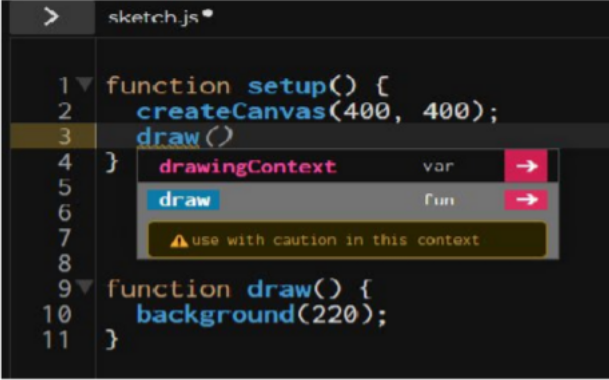 > sketch.js●
1 function setup() {
2 createCanvas(400, 400);
3 draw()
4 }
drawingContext var →
5
draw fun →
6
7 ⚠ use with caution in this context
8
9 function draw() {
10 background(220);
11 }